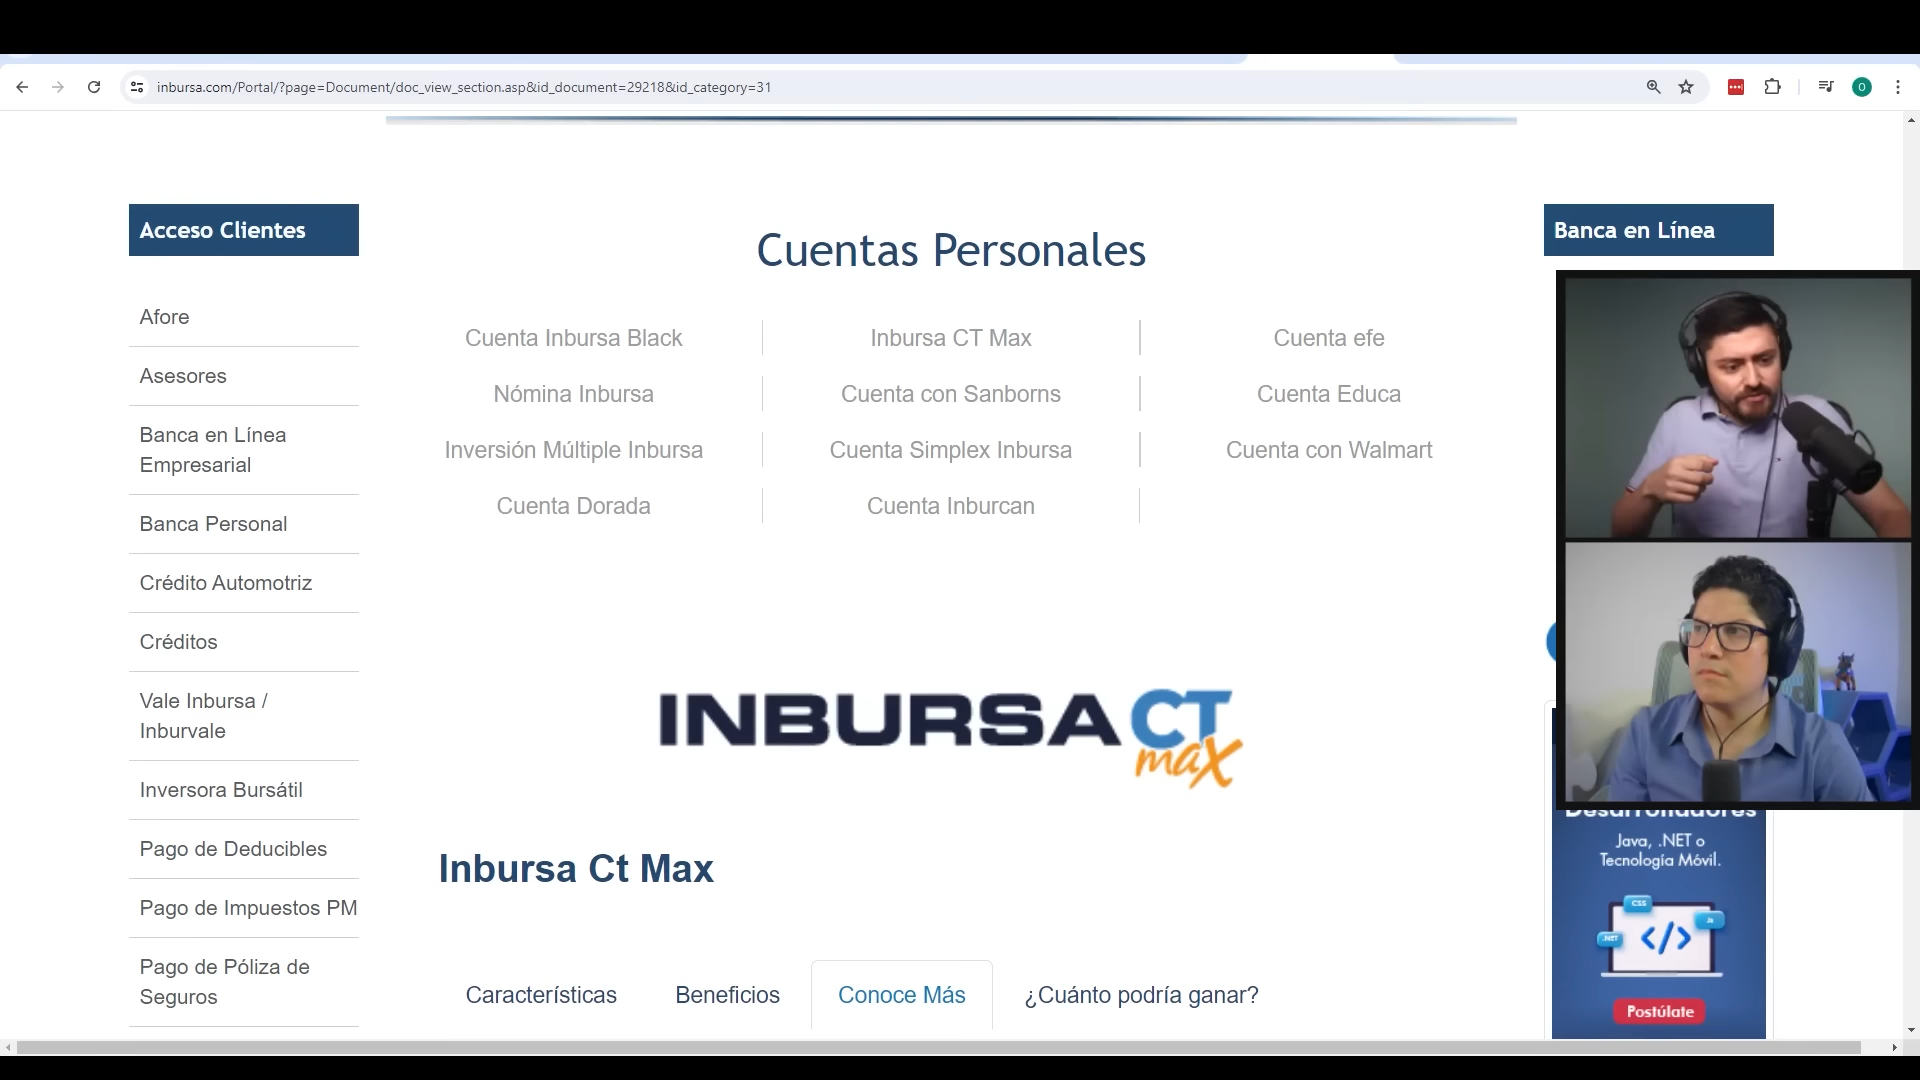 inbursa.com/Portal/?page=Document/doc_view_section.asp&id_document=29218&id_category=31
O
Acceso Clientes
Afore
Asesores
Banca en Línea
Empresarial
Banca Personal
Crédito Automotriz
Créditos
Vale Inbursa /
Inburvale
Inversora Bursátil
Pago de Deducibles
Pago de Impuestos PM
Pago de Póliza de
Seguros
Cuentas Personales
Cuenta Inbursa Black
Inbursa CT Max
Cuenta efe
Nómina Inbursa
Cuenta con Sanborns
Cuenta Educa
Inversión Múltiple Inbursa
Cuenta Simplex Inbursa
Cuenta con Walmart
Cuenta Dorada
Cuenta Inburcan
INBURSA CT
max
Inbursa Ct Max
Características
Beneficios
Conoce Más
¿Cuánto podría ganar?
Banca en Línea
Desarrolladores
Java, .NET o
Tecnología Móvil.
CSS
Js
.NET
</>
Postúlate